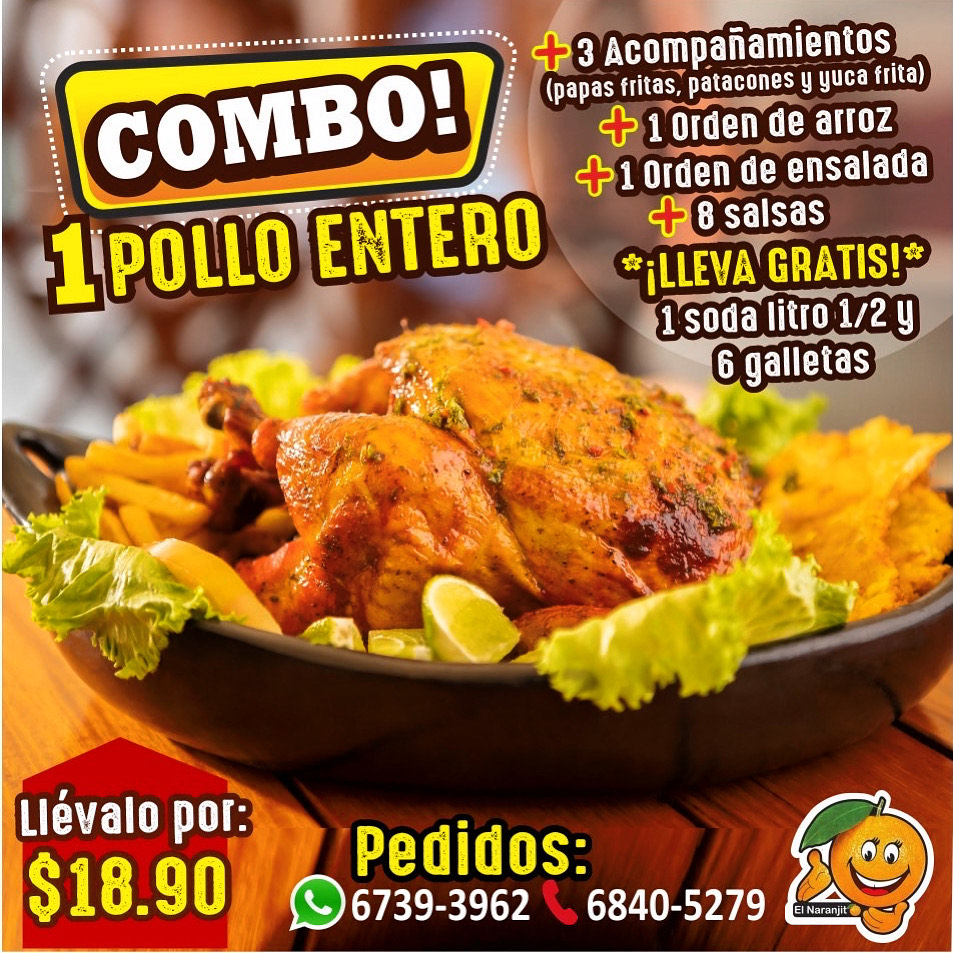 COMBO!
1 POLLO ENTERO
+ 3 Acompañamientos
(papas fritas, patacones y yuca frita)
+ 1 Orden de arroz
+ 1 Orden de ensalada
+ 8 salsas
*¡LLEVA GRATIS!*
1 soda litro 1/2 y
6 galletas
Llévalo por:
$18.90
Pedidos:
6739-3962 6840-5279
El Naranjit